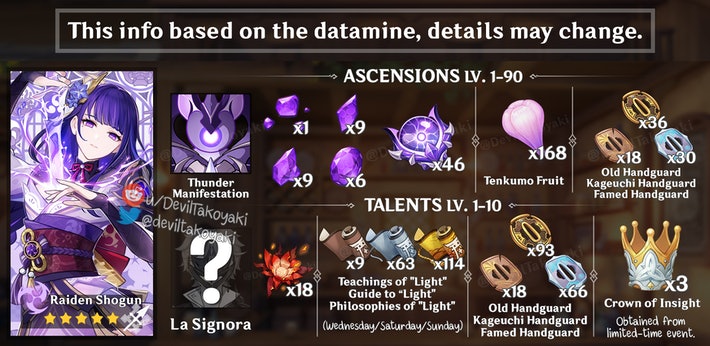 This info based on the datamine, details may change.
ASCENSIONS LV. 1-90
x1
x9
x9
x6
x46
x168
x36
x18
x30
Thunder
Manifestation
Tenkumo Fruit
Old Handguard
Kageuchi Handguard
Famed Handguard
u/DevilTakoyaki
@deviltakoyaki
Raiden Shogun
TALENTS LV. 1-10
?
La Signora
x18
x9
x63
x114
Teachings of "Light"
Guide to "Light"
Philosophies of "Light"
(Wednesday/Saturday/Sunday)
x93
x18
x66
Old Handguard
Kageuchi Handguard
Famed Handguard
x3
Crown of Insight
Obtained from
limited-time event.